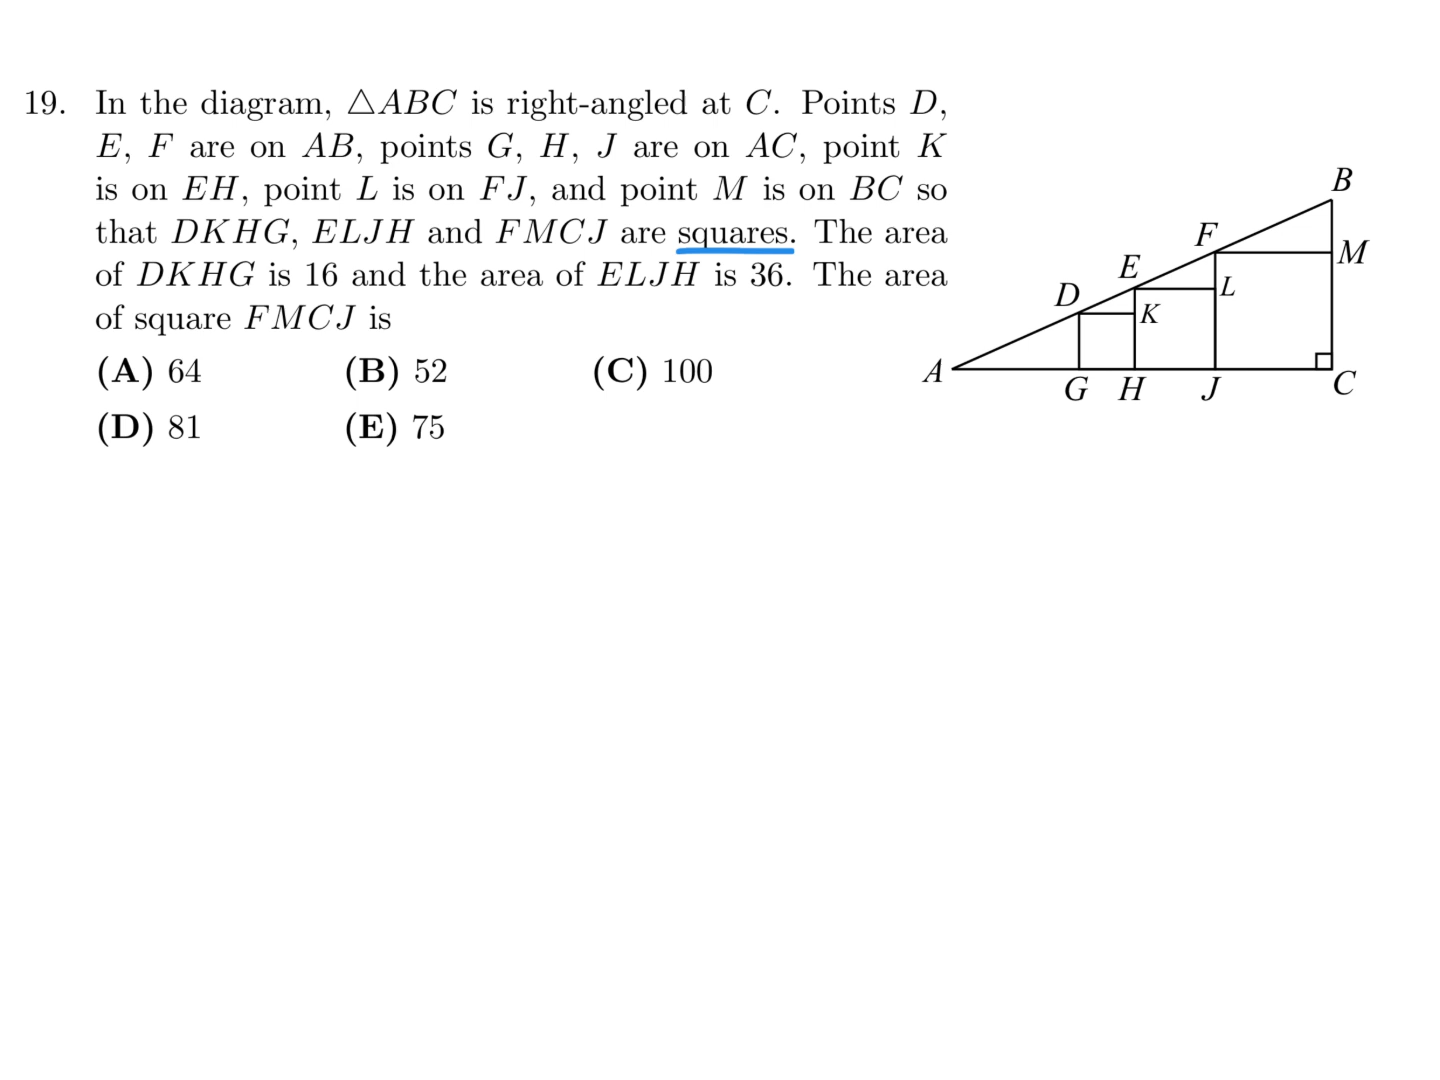 19. In the diagram, △ABC is right-angled at C. Points D,
E, F are on AB, points G, H, J are on AC, point K
is on EH, point L is on FJ, and point M is on BC so
that DKHG, ELJH and FMCJ are squares. The area
of DKHG is 16 and the area of ELJH is 36. The area
of square FMCJ is
(A) 64 (B) 52 (C) 100
(D) 81 (E) 75
B
F
M
E
L
D
K
A
G H J C